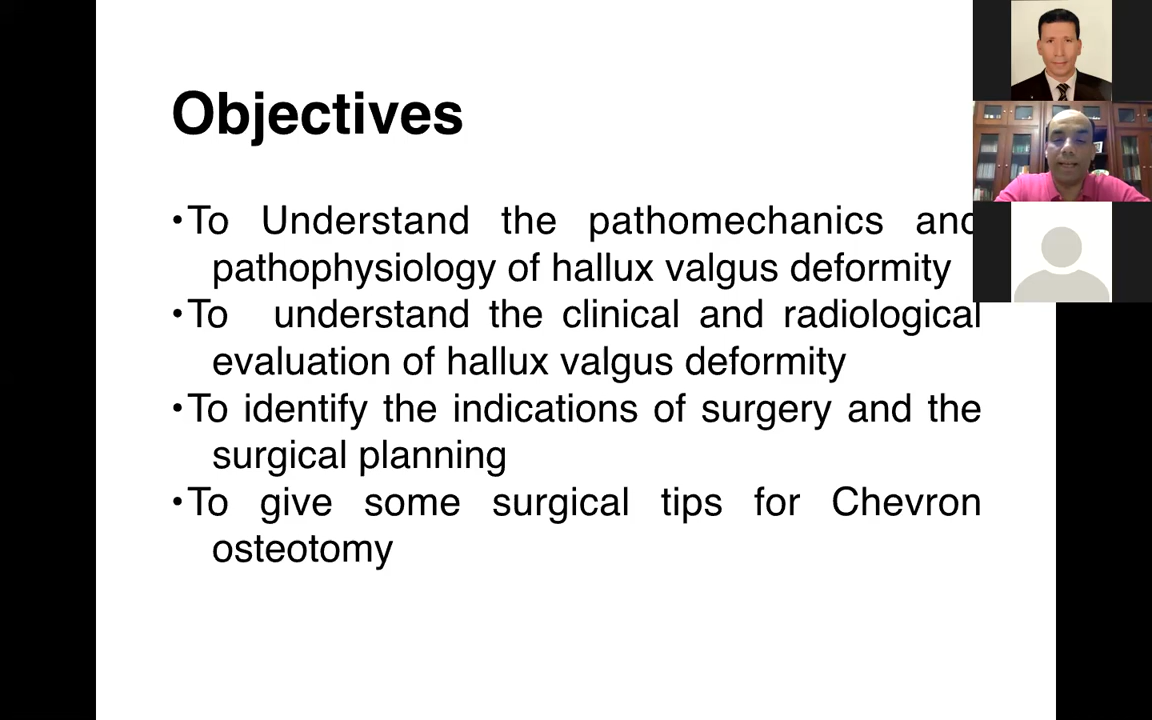 Objectives
•To Understand the pathomechanics and
pathophysiology of hallux valgus deformity
•To understand the clinical and radiological
evaluation of hallux valgus deformity
•To identify the indications of surgery and the
surgical planning
•To give some surgical tips for Chevron
osteotomy